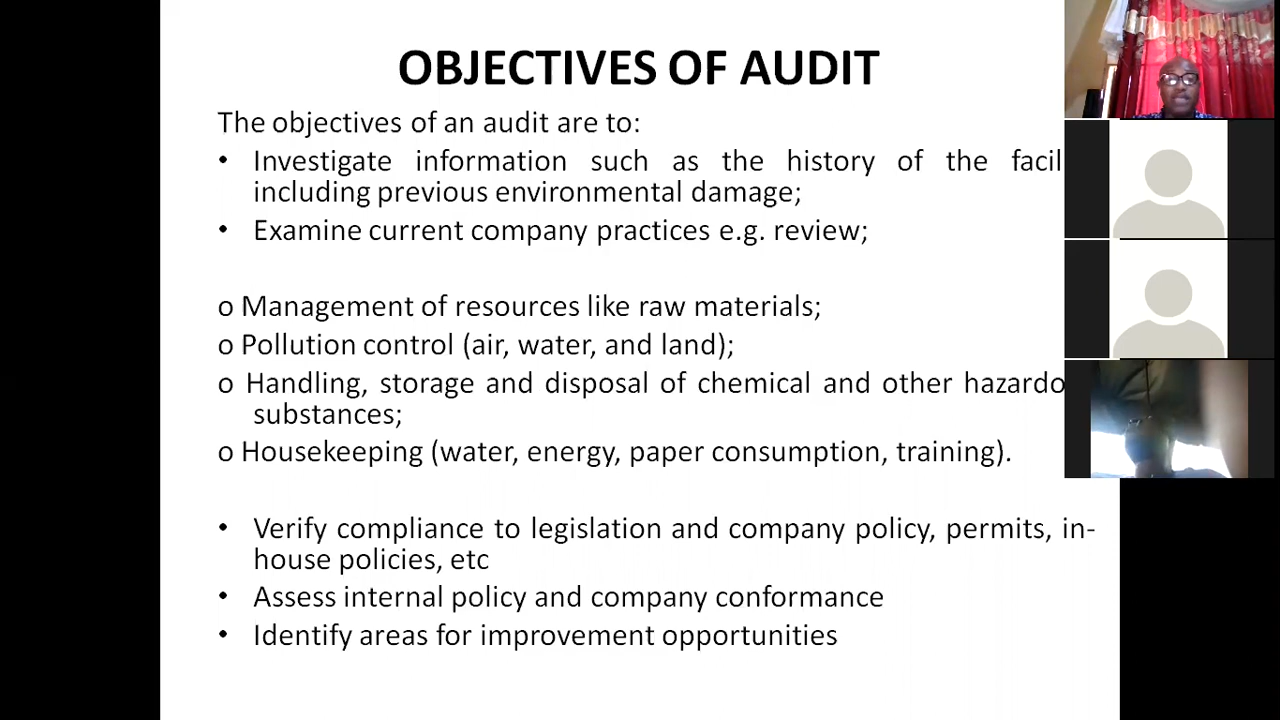 OBJECTIVES OF AUDIT
The objectives of an audit are to:
• Investigate information such as the history of the facil
including previous environmental damage;
• Examine current company practices e.g. review;
o Management of resources like raw materials;
o Pollution control (air, water, and land);
o Handling, storage and disposal of chemical and other hazardo
substances;
o Housekeeping (water, energy, paper consumption, training).
• Verify compliance to legislation and company policy, permits, in-
house policies, etc
• Assess internal policy and company conformance
• Identify areas for improvement opportunities